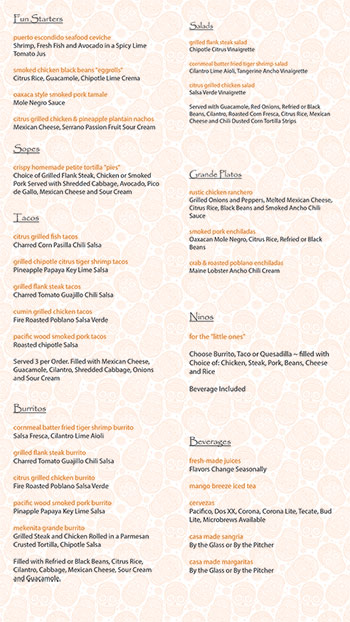 Fun Starters
puerto escondido seafood ceviche
Shrimp, Fresh Fish and Avocado in a Spicy Lime
Tomato Jus
smoked chicken black beans "eggrolls"
Citrus Rice, Guacamole, Chipotle Lime Crema
oaxaca style smoked pork tamale
Mole Negro Sauce
citrus grilled chicken & pineapple plantain nachos
Mexican Cheese, Serrano Passion Fruit Sour Cream
Sopes
crispy homemade petite tortilla "pies"
Choice of Grilled Flank Steak, Chicken or Smoked
Pork Served with Shredded Cabbage, Avocado, Pico
de Gallo, Mexican Cheese and Sour Cream
Tacos
citrus grilled fish tacos
Charred Corn Pasilla Chili Salsa
grilled chipotle citrus tiger shrimp tacos
Pineapple Papaya Key Lime Salsa
grilled flank steak tacos
Charred Tomato Guajillo Chili Salsa
cumin grilled chicken tacos
Fire Roasted Poblano Salsa Verde
pacific wood smoked pork tacos
Roasted chipotle Salsa
Served 3 per Order. Filled with Mexican Cheese,
Guacamole, Cilantro, Shredded Cabbage, Onions
and Sour Cream
Burritos
cornmeal batter fried tiger shrimp burrito
Salsa Fresca, Cilantro Lime Aioli
grilled flank steak burrito
Charred Tomato Guajillo Chili Salsa
citrus grilled chicken burrito
Fire Roasted Poblano Salsa Verde
pacific wood smoked pork burrito
Pinapple Papaya Key Lime Salsa
mekenita grande burrito
Grilled Steak and Chicken Rolled in a Parmesan
Crusted Tortilla, Chipotle Salsa
Filled with Refried or Black Beans, Citrus Rice,
Cilantro, Cabbage, Mexican Cheese, Sour Cream
and Guacamole.
Salads
grilled flank steak salad
Chipotle Citrus Vinaigrette
cornmeal batter fried tiger shrimp salad
Cilantro Lime Aioli, Tangerine Ancho Vinaigrette
citrus grilled chicken salad
Salsa Verde Vinaigrette
Served with Guacamole, Red Onions, Refried or Black
Beans, Cilantro, Roasted Corn Fresca, Citrus Rice, Mexican
Cheese and Chili Dusted Corn Tortilla Strips
Grande Platos
rustic chicken ranchero
Grilled Onions and Peppers, Melted Mexican Cheese,
Citrus Rice, Black Beans and Smoked Ancho Chili
Sauce
smoked pork enchiladas
Oaxacan Mole Negro, Citrus Rice, Refried or Black
Beans
crab & roasted poblano enchiladas
Maine Lobster Ancho Chili Cream
Ninos
for the "little ones"
Choose Burrito, Taco or Quesadilla ~ filled with
Choice of: Chicken, Steak, Pork, Beans, Cheese
and Rice
Beverage Included
Beverages
fresh-made juices
Flavors Change Seasonally
mango breeze iced tea
cervezas
Pacifico, Dos XX, Corona, Corona Lite, Tecate, Bud
Lite, Microbrews Available
casa made sangria
By the Glass or By the Pitcher
casa made margaritas
By the Glass or By the Pitcher